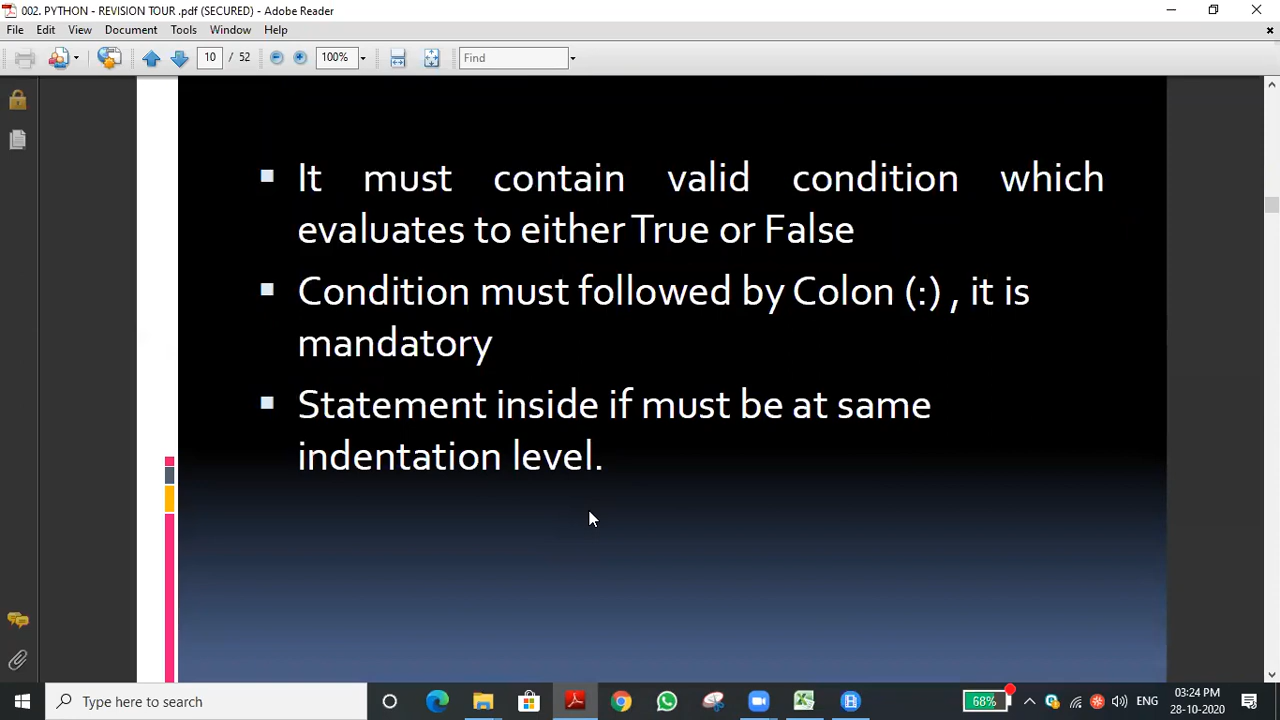 002. PYTHON - REVISION TOUR .pdf (SECURED) - Adobe Reader
File Edit View Document Tools Window Help
10 / 52 100% Find
It must contain valid condition which
evaluates to either True or False
Condition must followed by Colon (:) , it is
mandatory
Statement inside if must be at same
indentation level.
Type here to search
68%
ENG
03:24 PM
28-10-2020